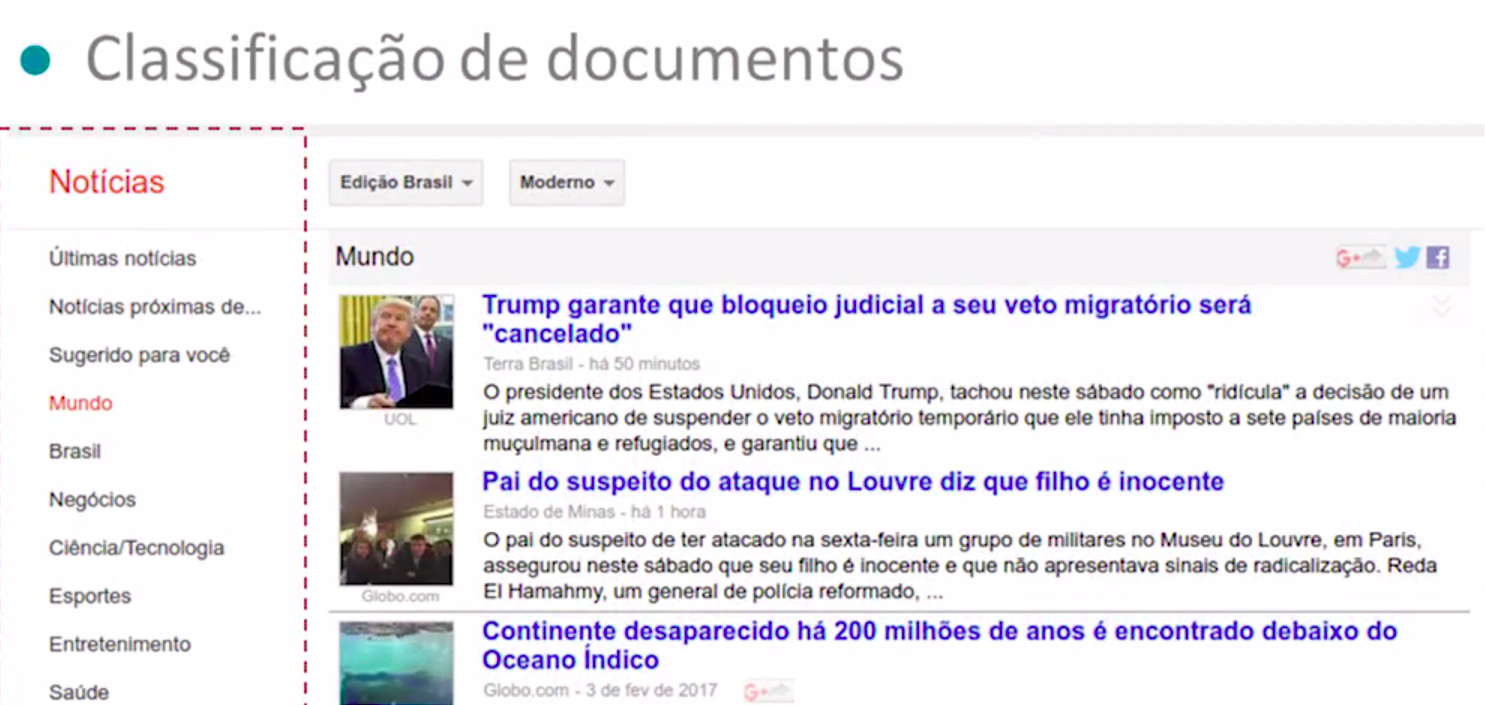 Classificação de documentos
Notícias
Edição Brasil
Moderno
Últimas notícias
Notícias próximas de...
Sugerido para você
Mundo
Brasil
Negócios
Ciência/Tecnologia
Esportes
Entretenimento
Saúde
Mundo
G+
Trump garante que bloqueio judicial a seu veto migratório será
"cancelado"
Terra Brasil - há 50 minutos
O presidente dos Estados Unidos, Donald Trump, tachou neste sábado como "ridícula" a decisão de um
juiz americano de suspender o veto migratório temporário que ele tinha imposto a sete países de maioria
muçulmana e refugiados, e garantiu que ...
UOL
Pai do suspeito do ataque no Louvre diz que filho é inocente
Estado de Minas - há 1 hora
O pai do suspeito de ter atacado na sexta-feira um grupo de militares no Museu do Louvre, em Paris,
assegurou neste sábado que seu filho é inocente e que não apresentava sinais de radicalização. Reda
El Hamahmy, um general de polícia reformado, ...
Globo.com
Continente desaparecido há 200 milhões de anos é encontrado debaixo do
Oceano Índico
Globo.com - 3 de fev de 2017
G+